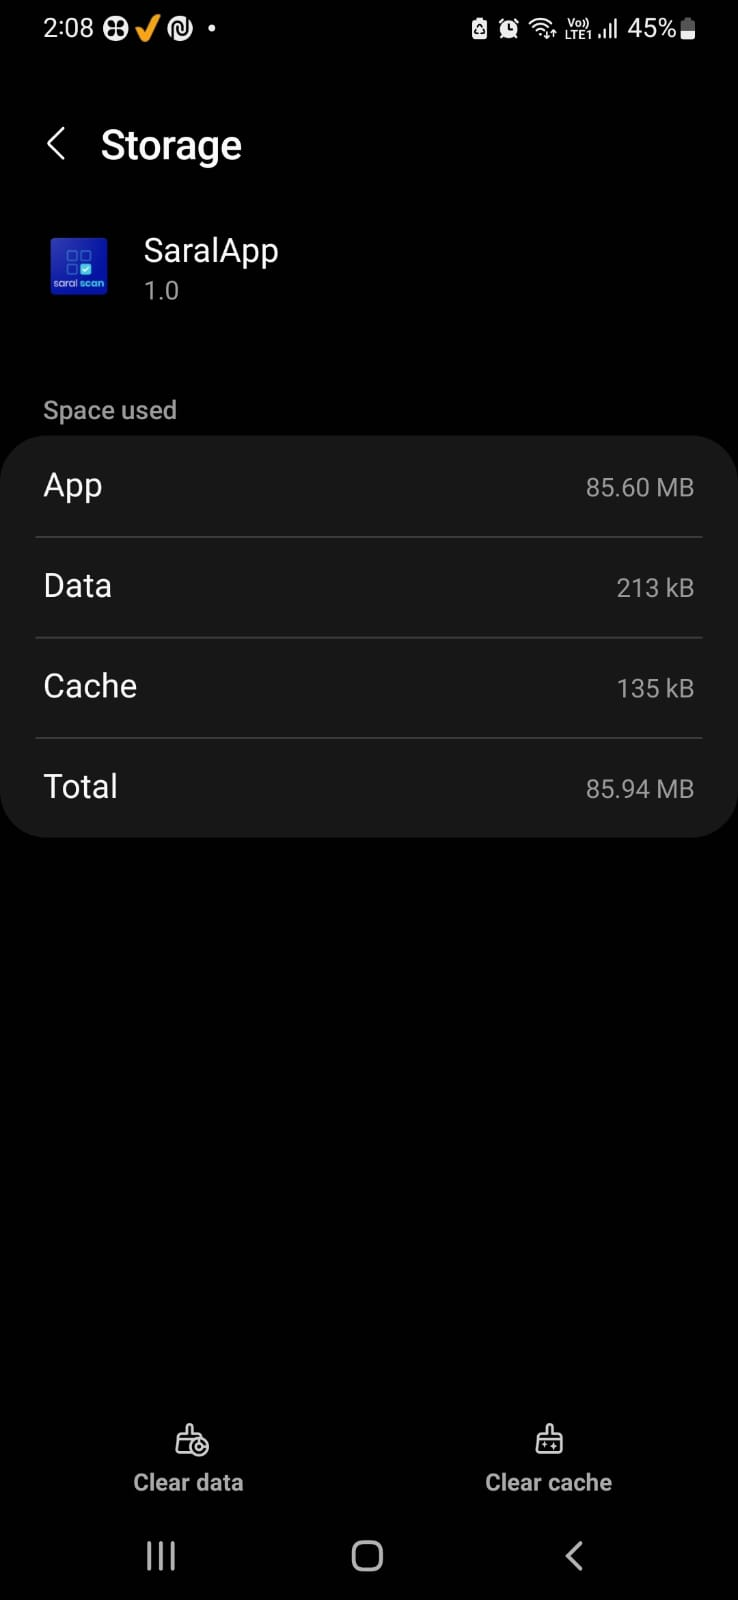 2:08
Vo)) LTE1 45%
Storage
SaralApp
saral scan
1.0
Space used
App 85.60 MB
Data 213 kB
Cache 135 kB
Total 85.94 MB
Clear data Clear cache